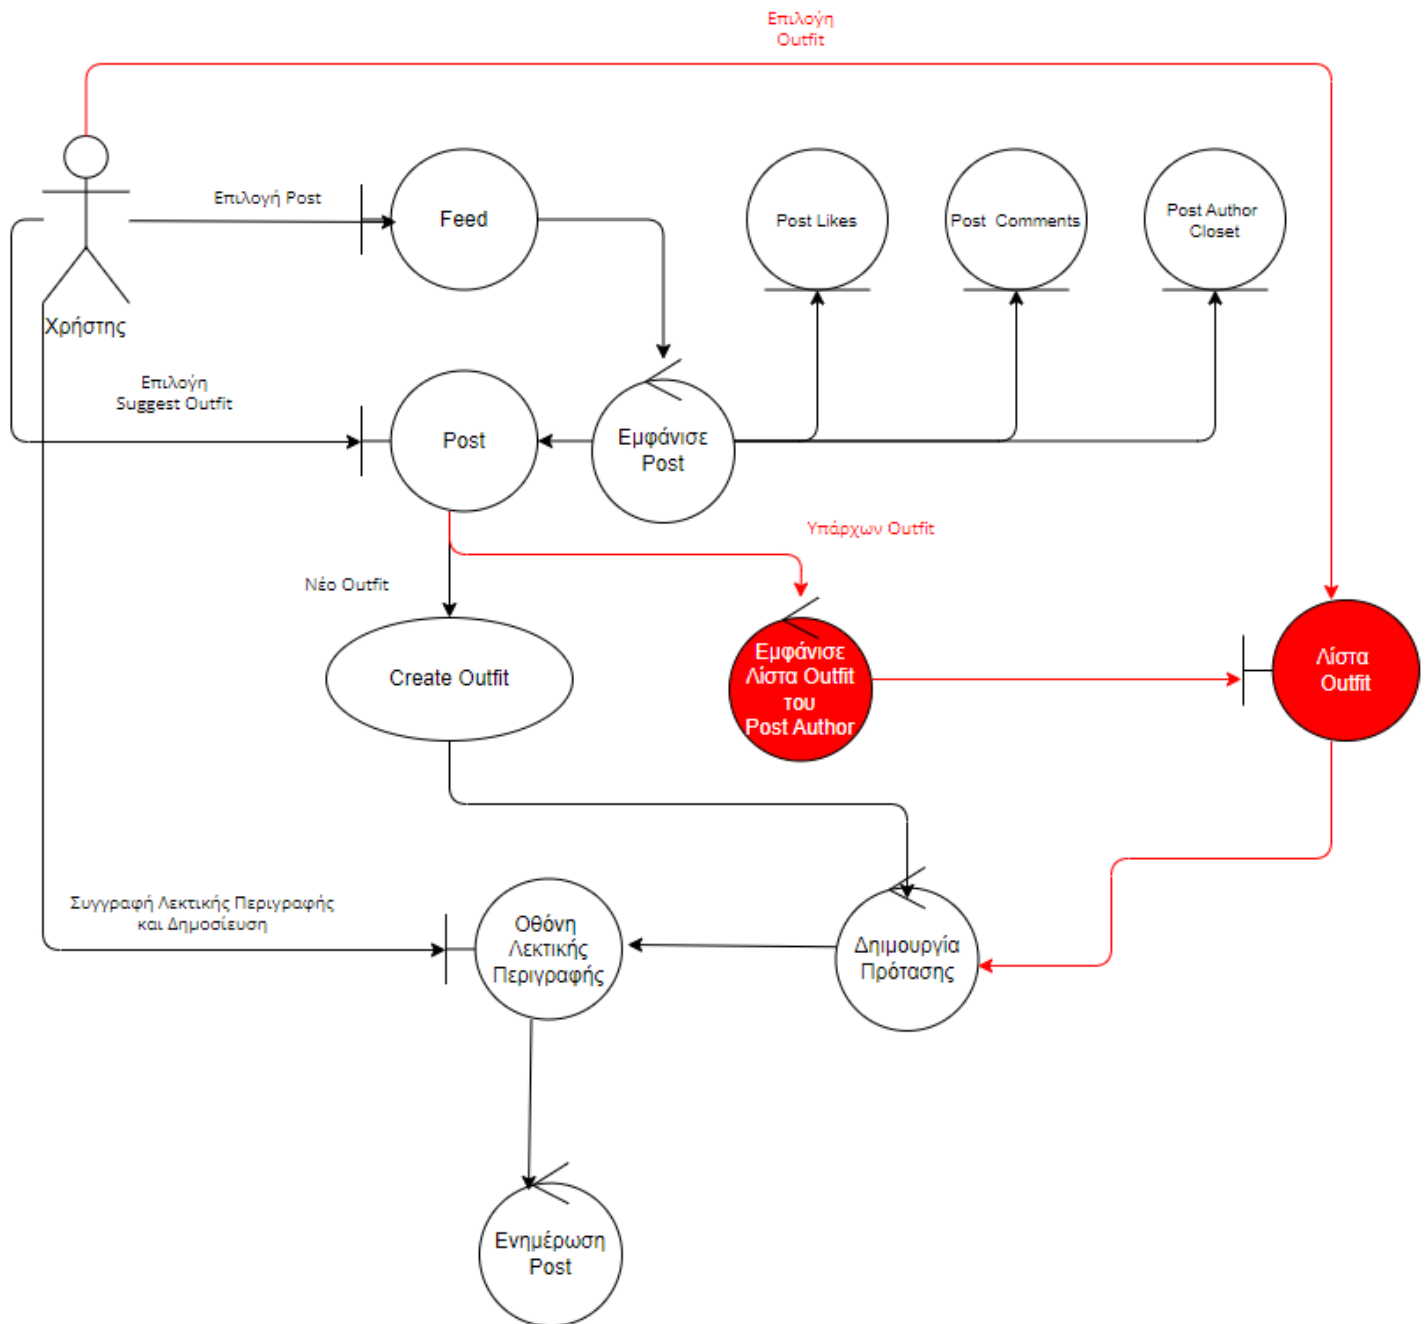 Επιλογή
Outfit
Επιλογή Post
Feed
Post Likes
Post Comments
Post Author
Closet
Χρήστης
Επιλογή
Suggest Outfit
Post
Εμφάνισε
Post
Υπάρχων Outfit
Νέο Outfit
Create Outfit
Εμφάνισε
Λίστα Outfit
του
Post Author
Λίστα
Outfit
Συγγραφή Λεκτικής Περιγραφής
και Δημοσίευση
Οθόνη
Λεκτικής
Περιγραφής
Δηιμουργία
Πρότασης
Ενημέρωση
Post